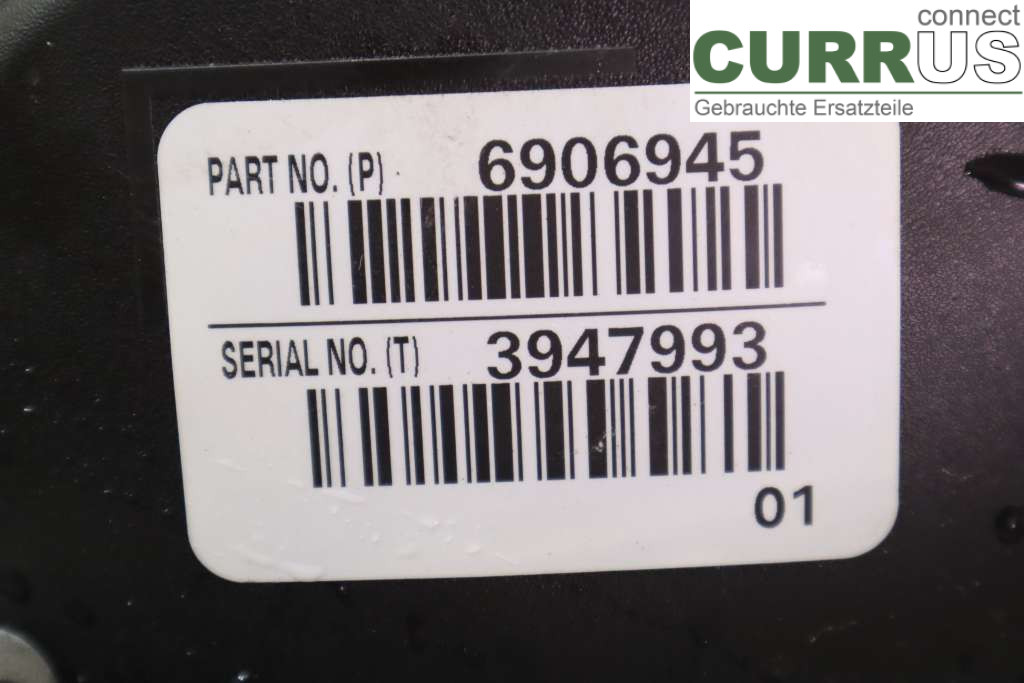 connect
CURRUS
Gebrauchte Ersatzteile
PART NO. (P) 6906945
SERIAL NO. (T) 3947993
01